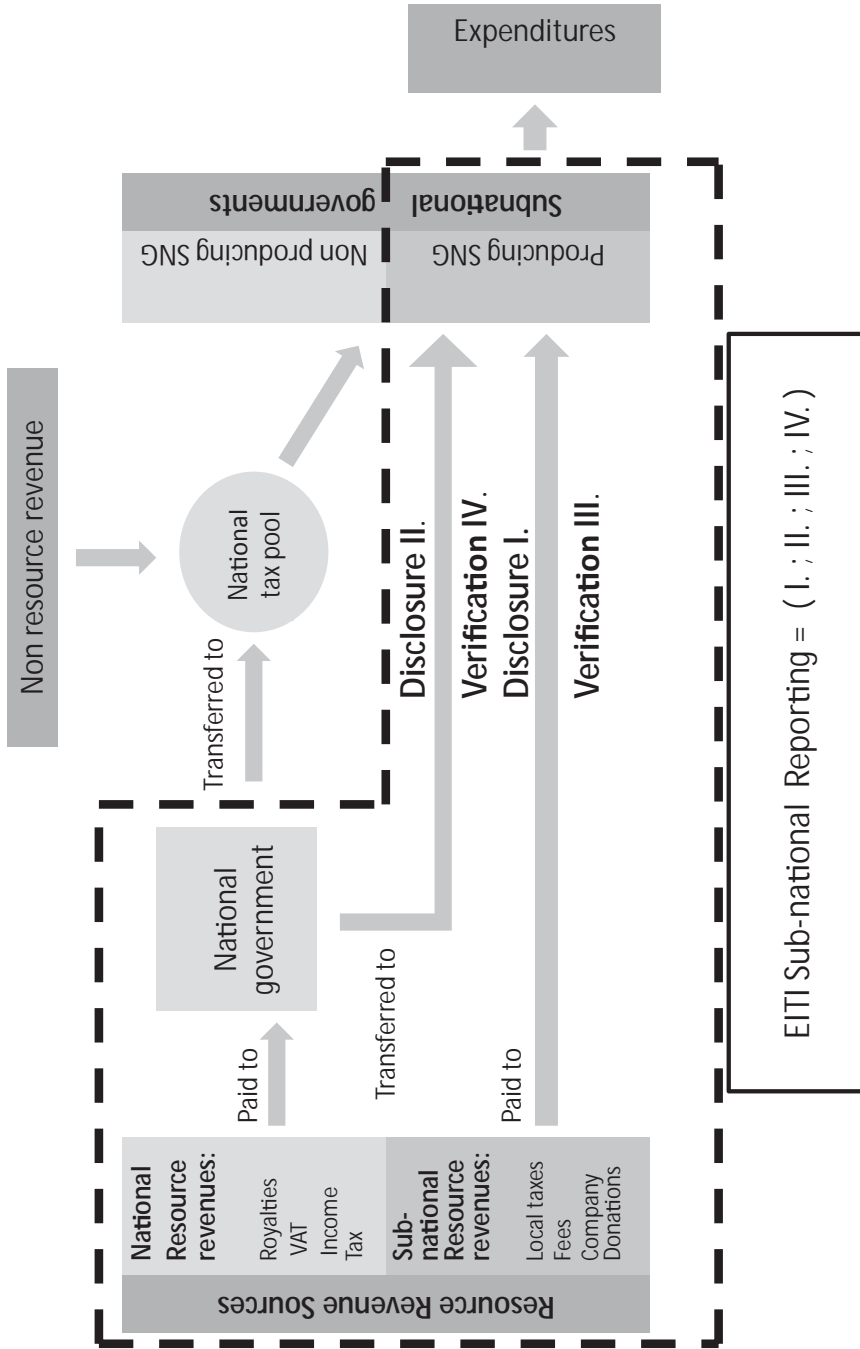 Non resource revenue
Resource Revenue Sources
National
Resource
revenues:
Royalties
VAT
Income
Tax
Sub-
national
Resource
revenues:
Local taxes
Fees
Company
Donations
Paid to
National
government
Transferred to
National
tax pool
Transferred to
Paid to
Disclosure II.
Verification IV.
Disclosure I.
Verification III.
Non producing SNG
Producing SNG
Subnational governments
Expenditures
EITI Sub-national Reporting = ( I. ; II. ; III. ; IV. )